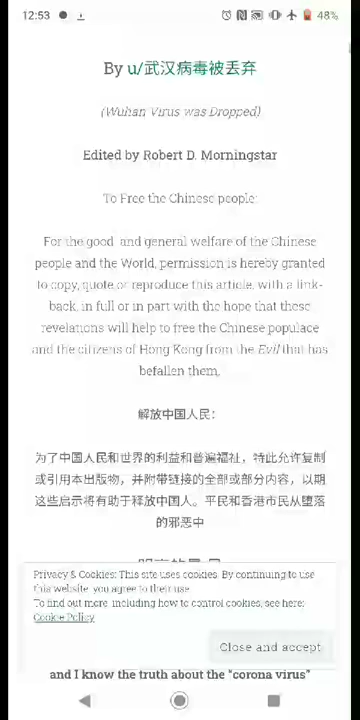 12:53
48%
By u/武汉病毒被丢弃
(Wuhan Virus was Dropped)
Edited by Robert D. Morningstar
To Free the Chinese people:
For the good and general welfare of the Chinese
people and the World, permission is hereby granted
to copy, quote or reproduce this article, with a link-
back, in full or in part with the hope that these
revelations will help to free the Chinese populace
and the citizens of Hong Kong from the Evil that has
befallen them.
解放中国人民：
为了中国人民和世界的利益和普遍福祉，特此允许复制
或引用本出版物，并附带链接的全部或部分内容，以期
这些启示将有助于释放中国人。平民和香港市民从堕落
的邪恶中
Privacy & Cookies: This site uses cookies. By continuing to use
this website, you agree to their use.
To find out more, including how to control cookies, see here:
Cookie Policy
Close and accept
and I know the truth about the "corona virus"